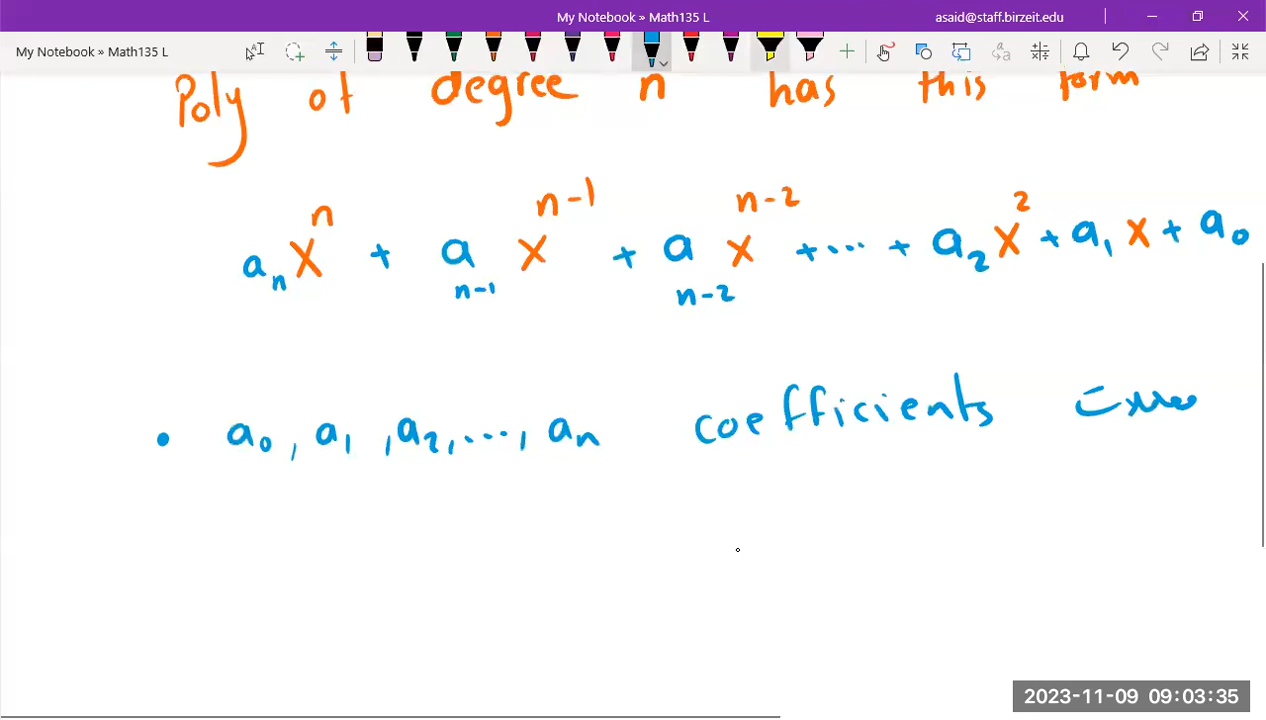 My Notebook » Math135 L
asaid@staff.birzeit.edu
My Notebook » Math135 L
Poly of degree n has this form
aₙxⁿ + aₙ₋₁xⁿ⁻¹ + aₙ₋₂xⁿ⁻² + ... + a₂x² + a₁x + a₀
• a₀, a₁, a₂, ..., aₙ coefficients
2023-11-09 09:03:35